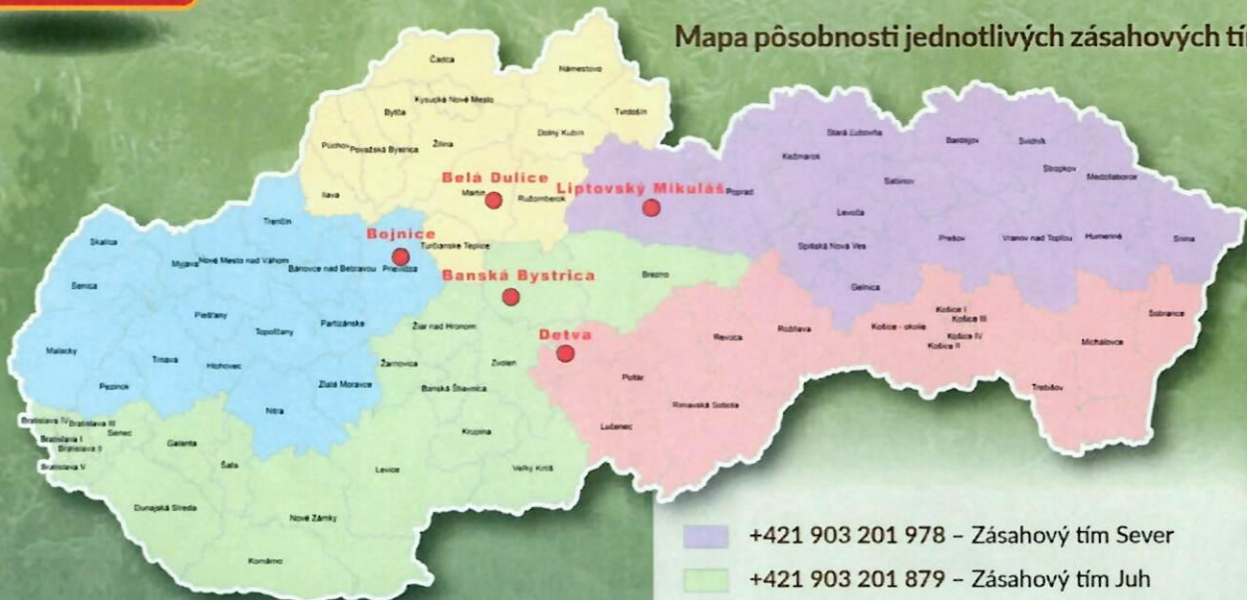 Mapa pôsobnosti jednotlivých zásahových tí
Čadca
Námestovo
Kysucké Nové Mesto
Bytča
Tvrdošín
Dolný Kubín
Púchov
Považská Bystrica
Žilina
Ilava
Belá Dulice
Martin
Ružomberok
Liptovský Mikuláš
Poprad
Stará Ľubovňa
Kežmarok
Bardejov
Svidník
Stropkov
Medzilaborce
Sabinov
Levoča
Spišská Nová Ves
Prešov
Vranov nad Topľou
Humenné
Snina
Gelnica
Trenčín
Skalica
Bojnice
Turčianske Teplice
Myjava
Nové Mesto nad Váhom
Bánovce nad Bebravou
Prievidza
Senica
Banská Bystrica
Brezno
Piešťany
Topoľčany
Partizánske
Žiar nad Hronom
Detva
Malacky
Trnava
Hlohovec
Žarnovica
Zvolen
Pezinok
Zlaté Moravce
Banská Štiavnica
Nitra
Revúca
Rožňava
Košice - okolie
Košice I
Košice III
Košice IV
Košice II
Sobrance
Michalovce
Trebišov
Poltár
Rimavská Sobota
Lučenec
Bratislava IV
Bratislava III
Bratislava I
Bratislava II
Bratislava V
Senec
Galanta
Šaľa
Krupina
Levice
Veľký Krtíš
Dunajská Streda
Nové Zámky
Komárno
+421 903 201 978 – Zásahový tím Sever
+421 903 201 879 – Zásahový tím Juh